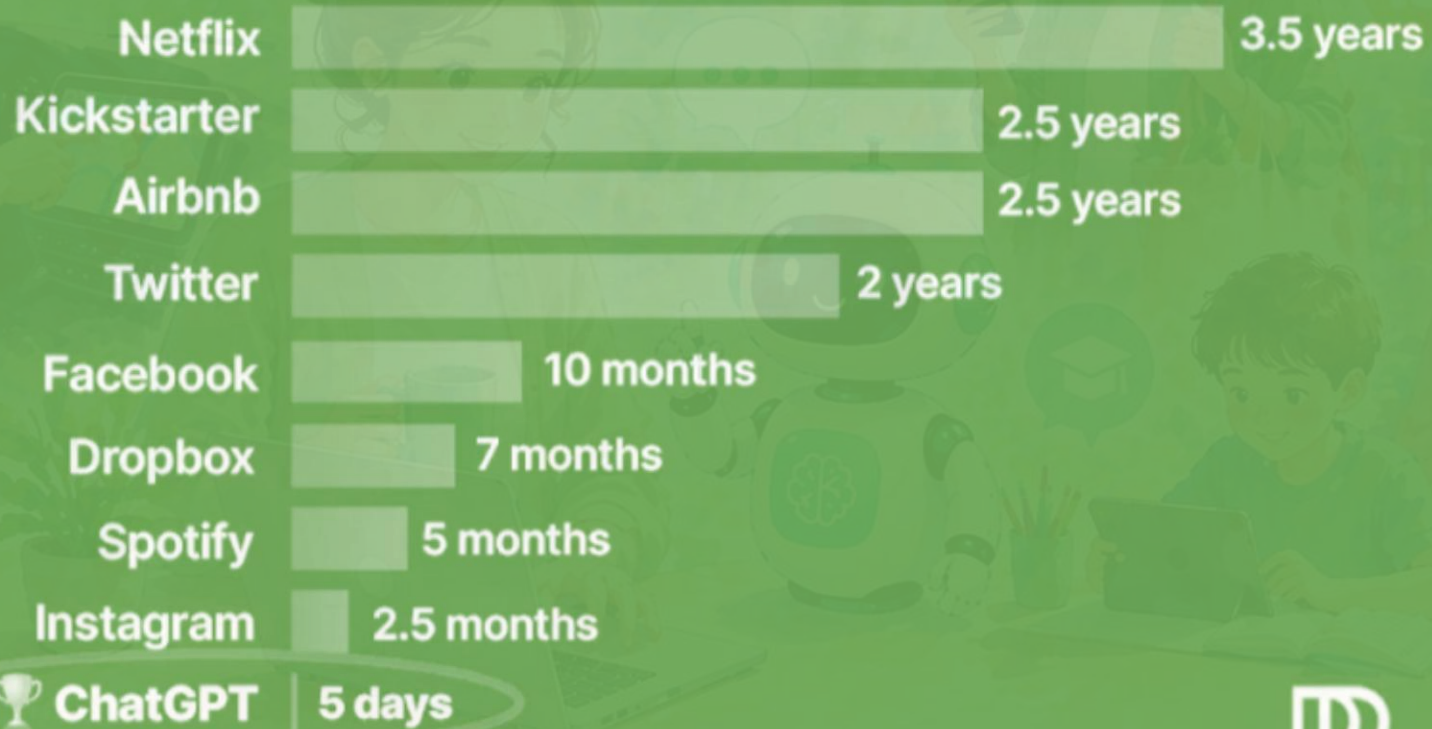 Netflix 3.5 years
Kickstarter 2.5 years
Airbnb 2.5 years
Twitter 2 years
Facebook 10 months
Dropbox 7 months
Spotify 5 months
Instagram 2.5 months
ChatGPT 5 days